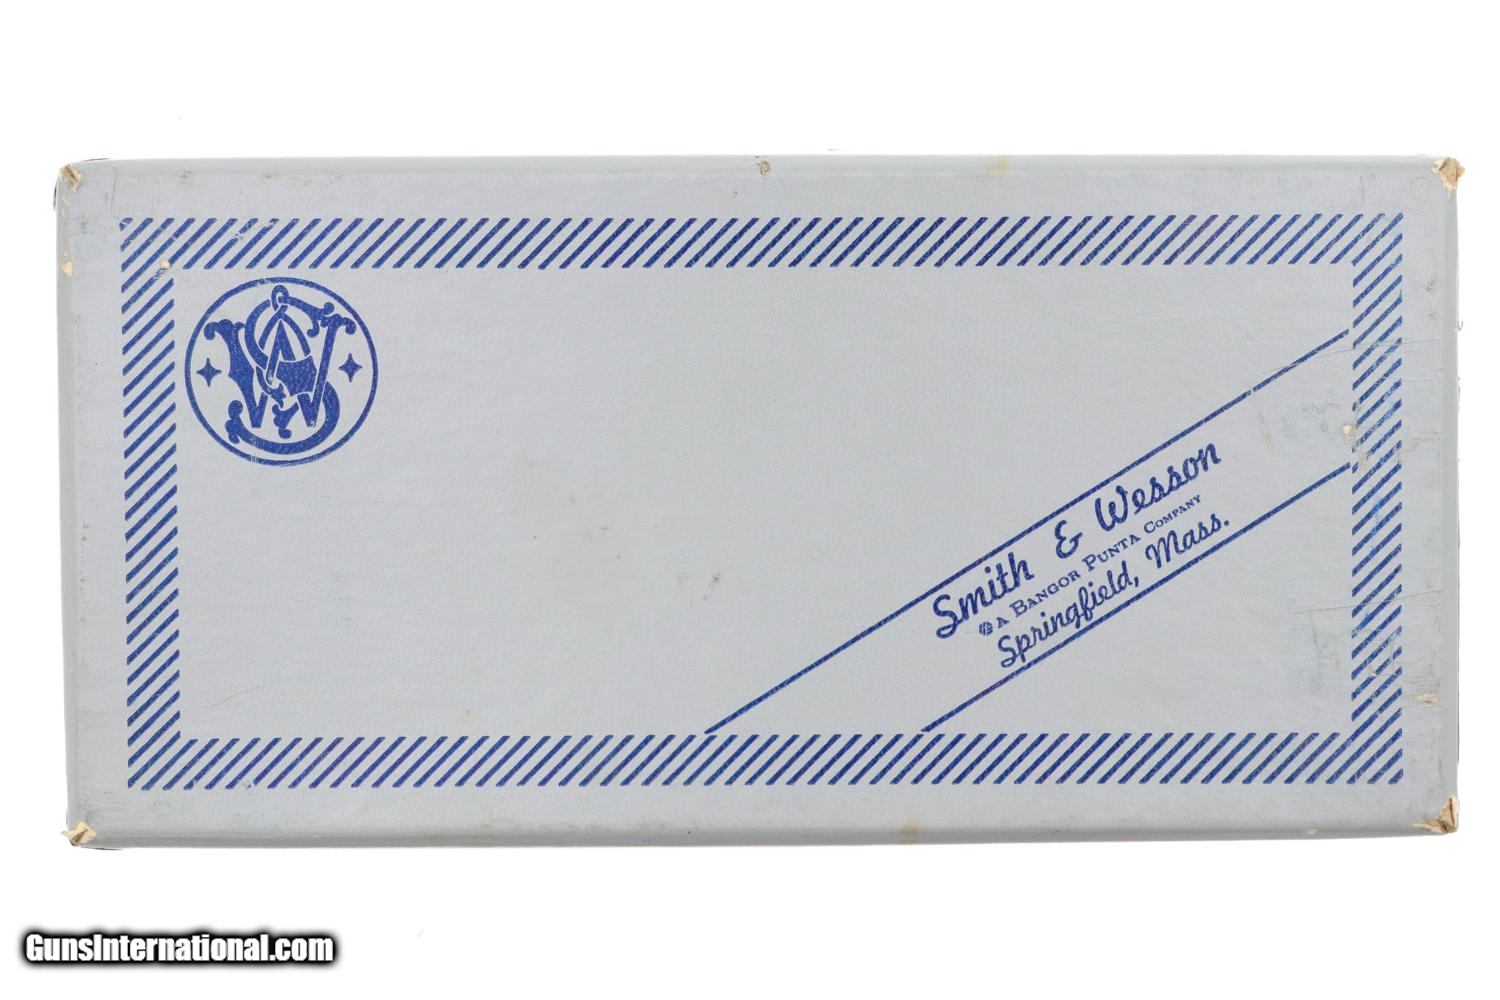 S W
Smith & Wesson
A BANGOR PUNTA COMPANY
Springfield, Mass.
GunsInternational.com